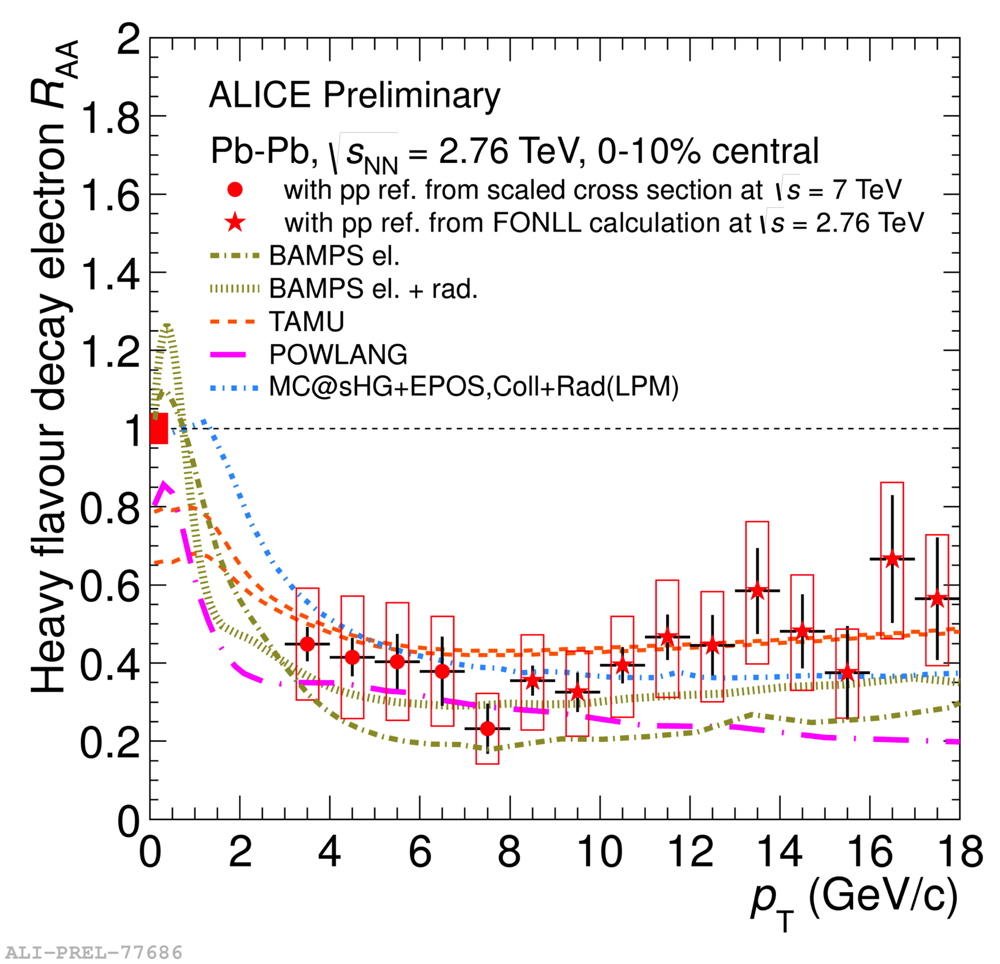 Heavy flavour decay electron R_AA
2
1.8
1.6
1.4
1.2
1
0.8
0.6
0.4
0.2
0
ALICE Preliminary
Pb-Pb, √s_NN = 2.76 TeV, 0-10% central
with pp ref. from scaled cross section at √s = 7 TeV
with pp ref. from FONLL calculation at √s = 2.76 TeV
BAMPS el.
BAMPS el. + rad.
TAMU
POWLANG
MC@sHG+EPOS,Coll+Rad(LPM)
0 2 4 6 8 10 12 14 16 18
p_T (GeV/c)
ALI-PREL-77686